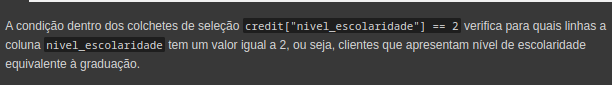 A condição dentro dos colchetes de seleção credit["nivel_escolaridade"] == 2 verifica para quais linhas a
coluna nivel_escolaridade tem um valor igual a 2, ou seja, clientes que apresentam nível de escolaridade
equivalente à graduação.